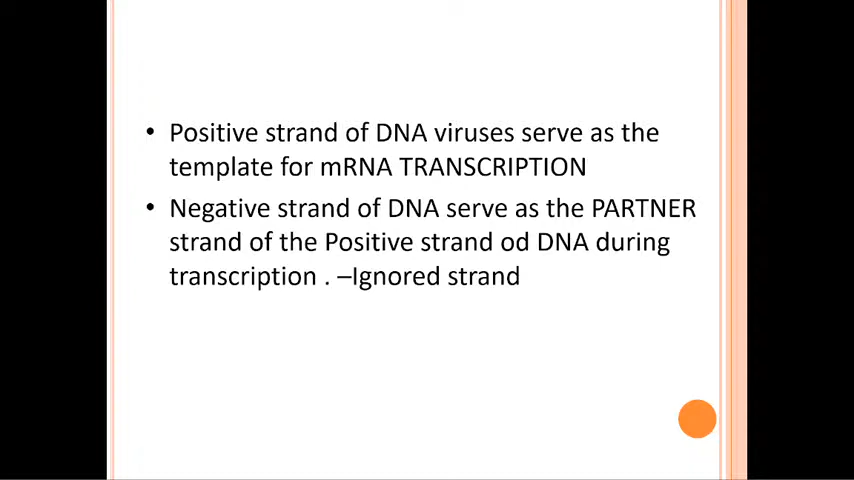 • Positive strand of DNA viruses serve as the
template for mRNA TRANSCRIPTION
• Negative strand of DNA serve as the PARTNER
strand of the Positive strand od DNA during
transcription . –Ignored strand